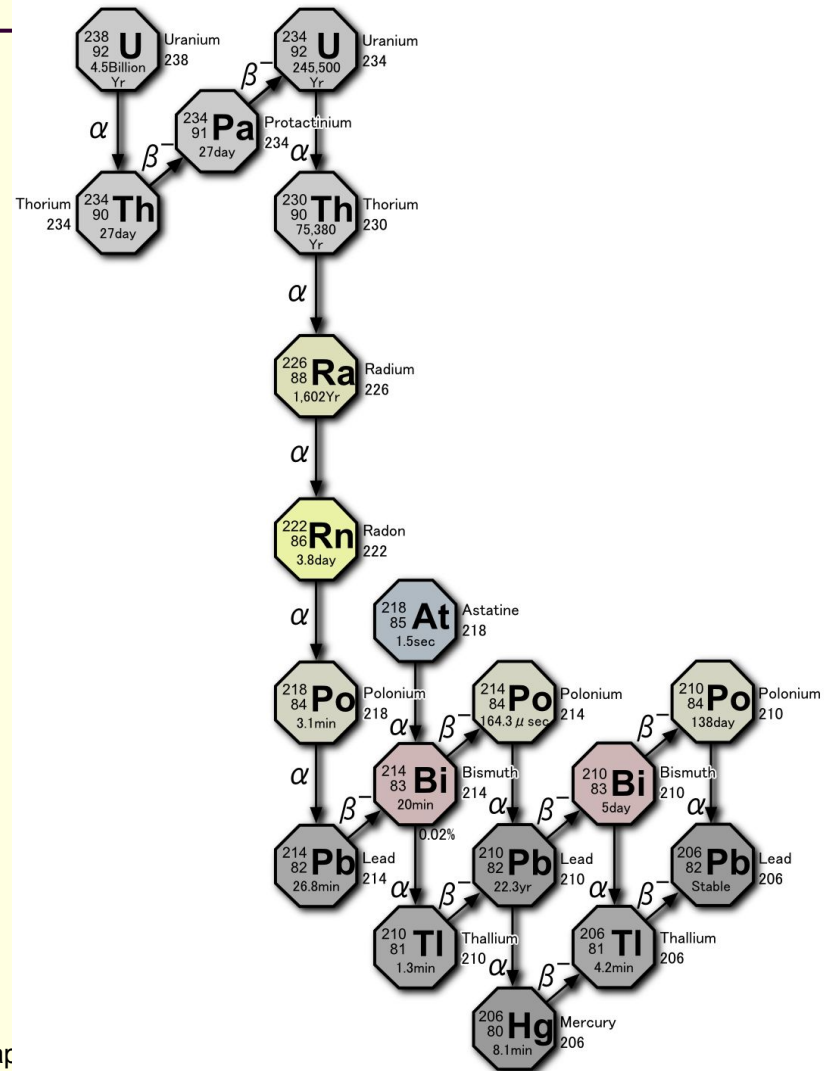 238
92
U
4.5Billion
Yr
Uranium
238
α
234
90
Th
27day
Thorium
234
β−
234
91
Pa
27day
Protactinium
234
β−
234
92
U
245,500
Yr
Uranium
234
α
230
90
Th
75,380
Yr
Thorium
230
α
226
88
Ra
1,602Yr
Radium
226
α
222
86
Rn
3.8day
Radon
222
α
218
84
Po
3.1min
Polonium
218
α
214
82
Pb
26.8min
Lead
214
β−
218
85
At
1.5sec
Astatine
218
α
214
83
Bi
20min
Bismuth
214
0.02%
β−
α
214
84
Po
164.3 μ sec
Polonium
214
α
210
81
Tl
1.3min
Thallium
210
β−
210
82
Pb
22.3yr
Lead
210
β−
α
210
83
Bi
5day
Bismuth
210
β−
α
210
84
Po
138day
Polonium
210
α
206
80
Hg
8.1min
Mercury
206
β−
206
81
Tl
4.2min
Thallium
206
β−
206
82
Pb
Stable
Lead
206